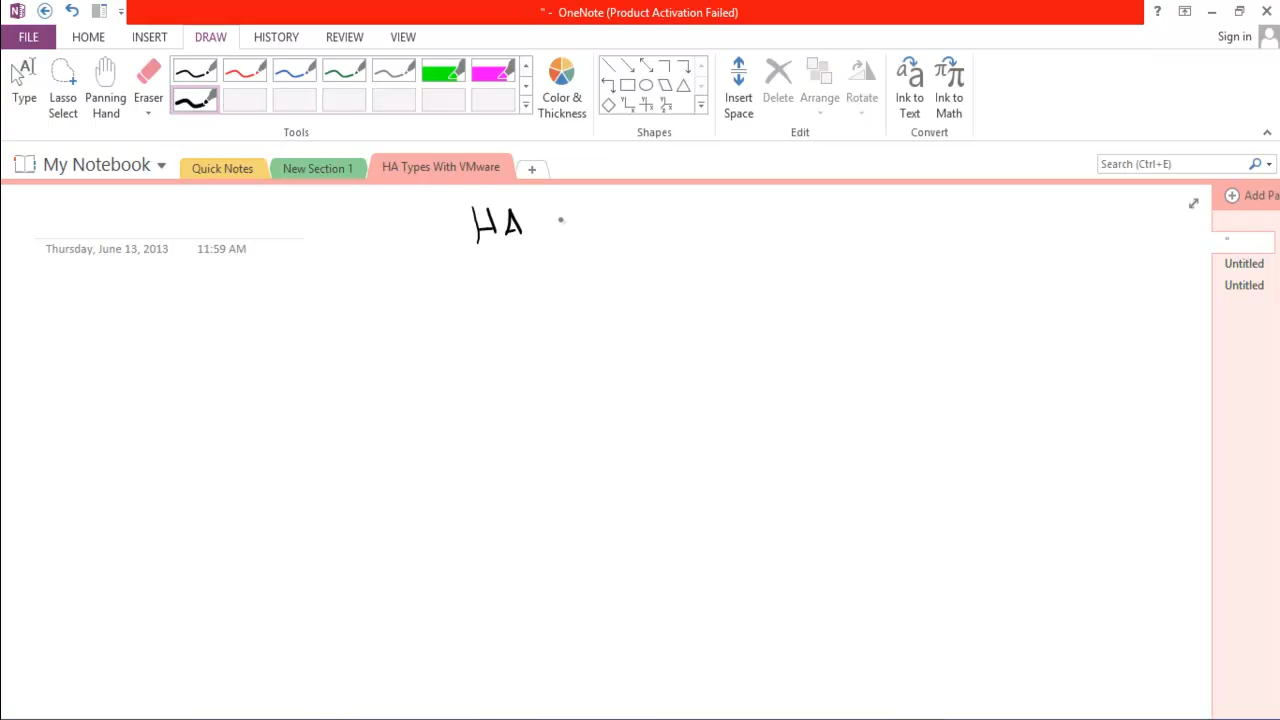 " - OneNote (Product Activation Failed)
?
FILE HOME INSERT DRAW HISTORY REVIEW VIEW
Sign in
Type
Lasso Select
Panning Hand
Eraser
Color & Thickness
Insert Space
Delete
Arrange
Rotate
Ink to Text
Ink to Math
Tools
Shapes
Edit
Convert
My Notebook
Quick Notes
New Section 1
HA Types With VMware
Search (Ctrl+E)
HA
Thursday, June 13, 2013 11:59 AM
Add Pa
"
Untitled
Untitled